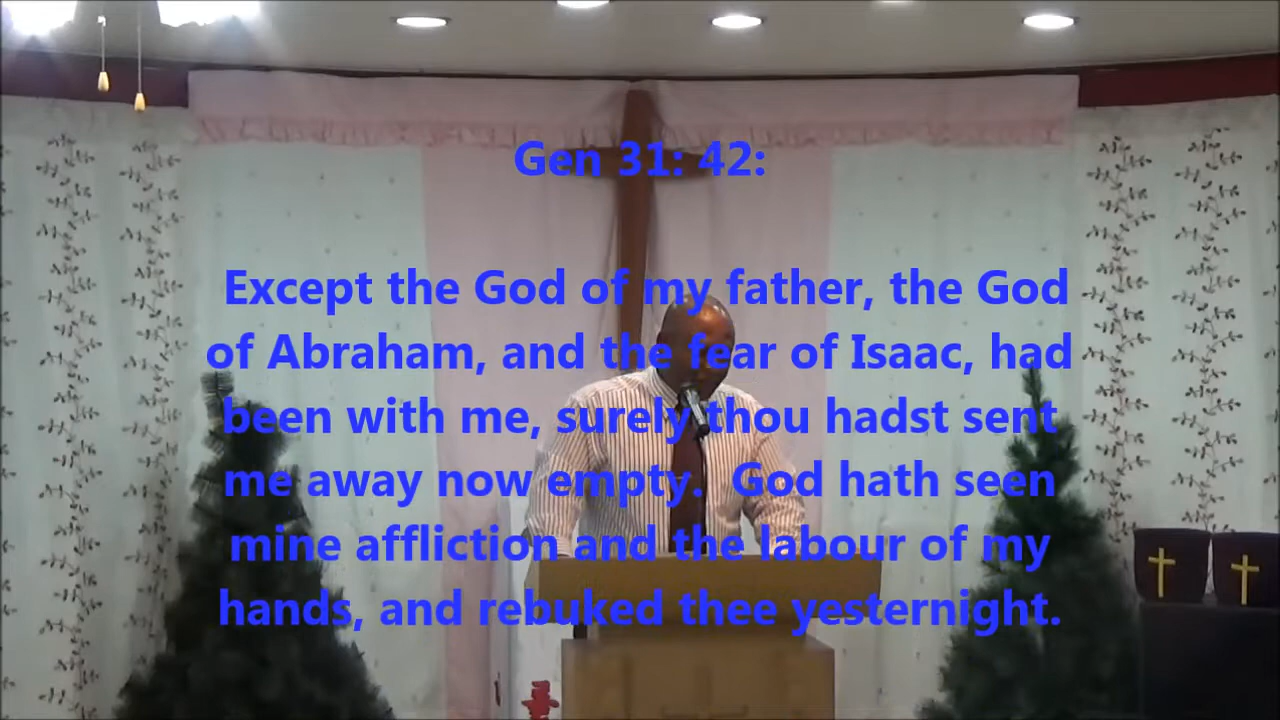 Gen 31: 42:
Except the God of my father, the God
of Abraham, and the fear of Isaac, had
been with me, surely thou hadst sent
me away now empty.  God hath seen
mine affliction and the labour of my
hands, and rebuked thee yesternight.